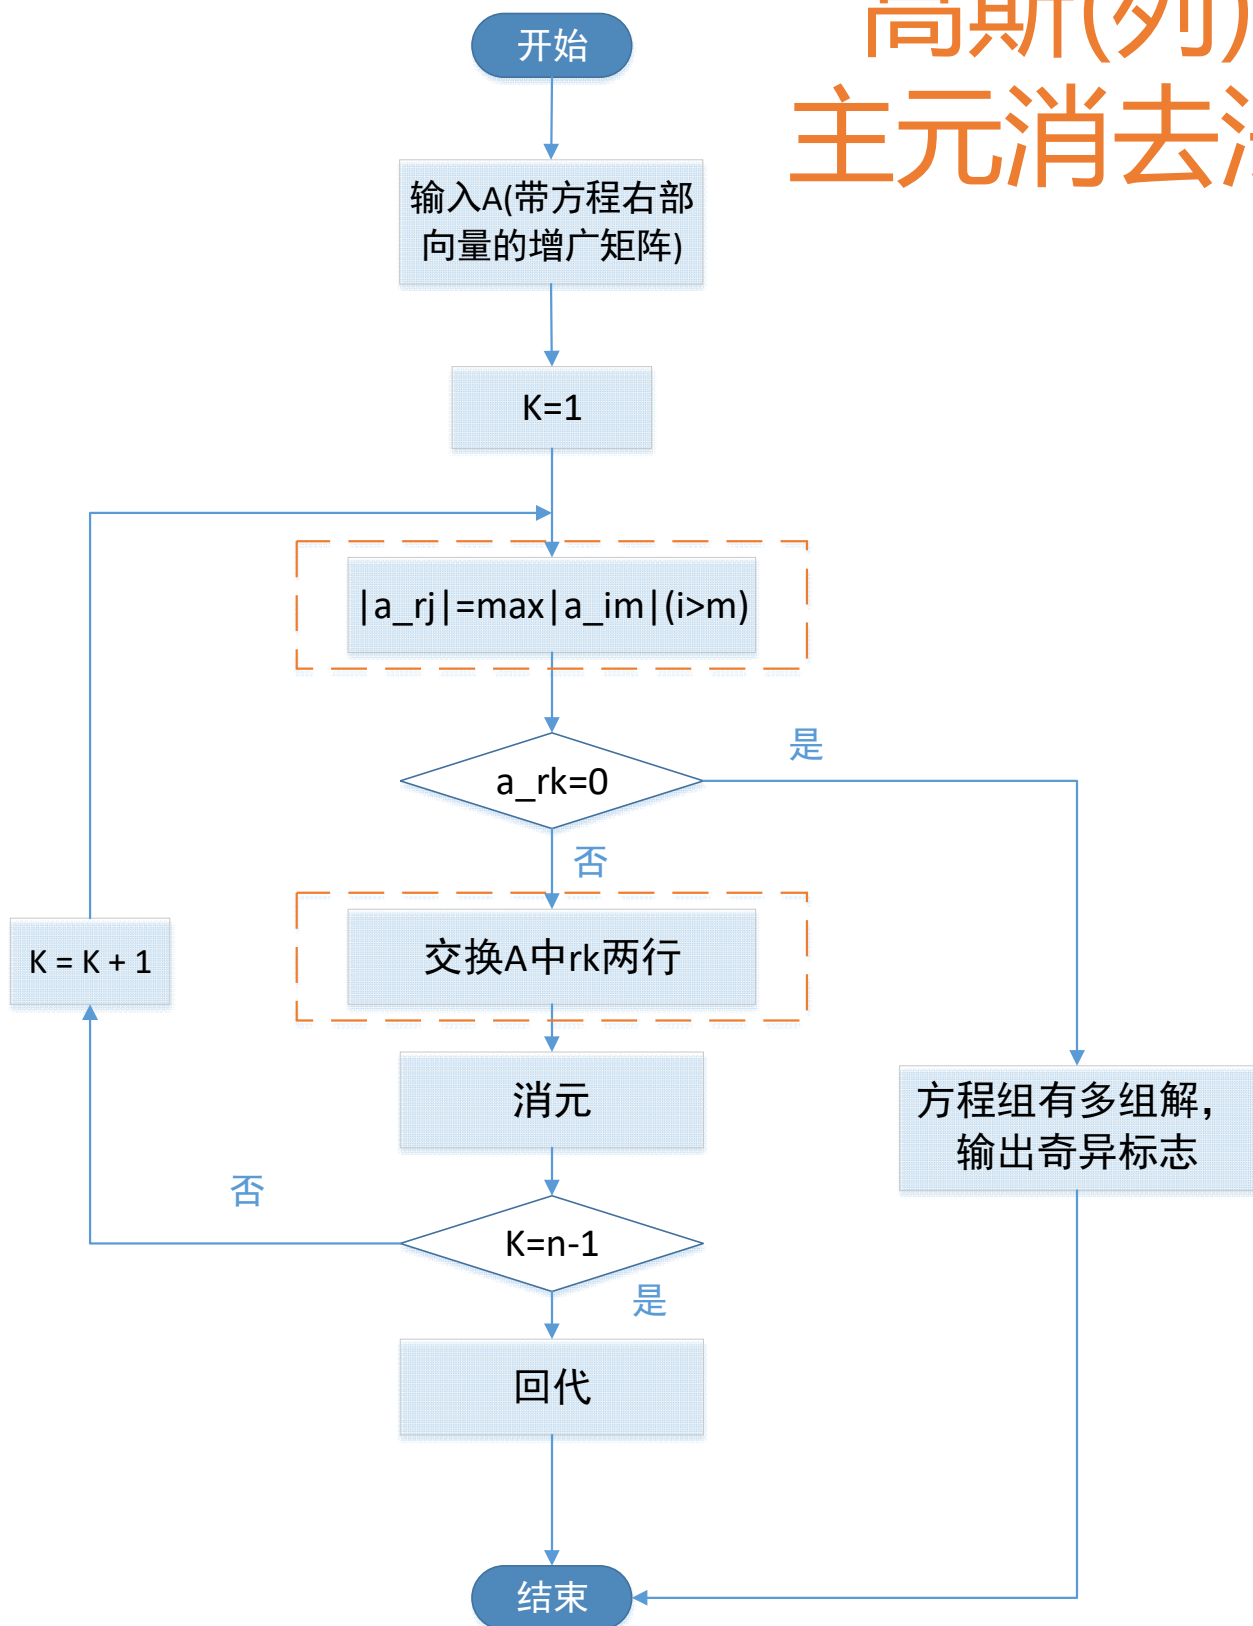 高斯(列)
主元消去法
开始
输入A(带方程右部
向量的增广矩阵)
K=1
|a_rj|=max|a_im|(i>m)
a_rk=0
是
否
交换A中rk两行
K = K + 1
消元
方程组有多组解，
输出奇异标志
否
K=n-1
是
回代
结束